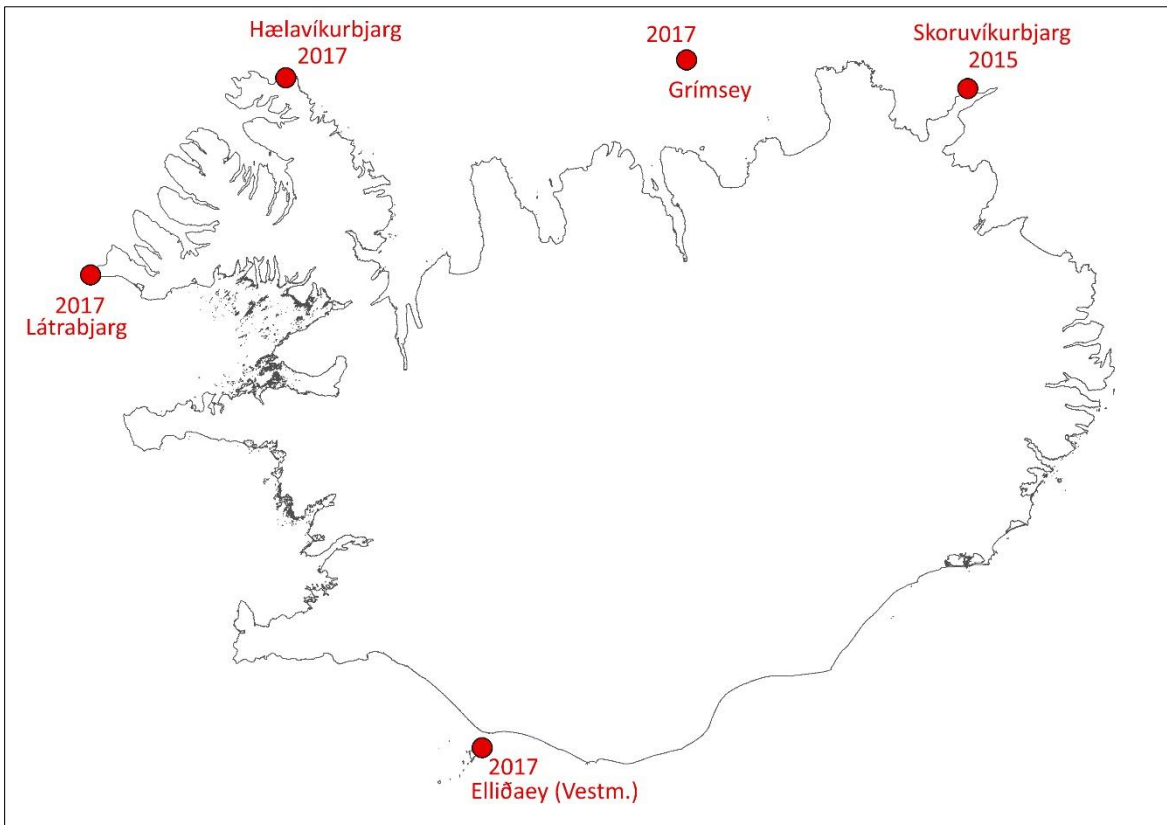 Hælavíkurbjarg
2017
2017
Grímsey
Skoruvíkurbjarg
2015
2017
Látrabjarg
2017
Elliðaey (Vestm.)